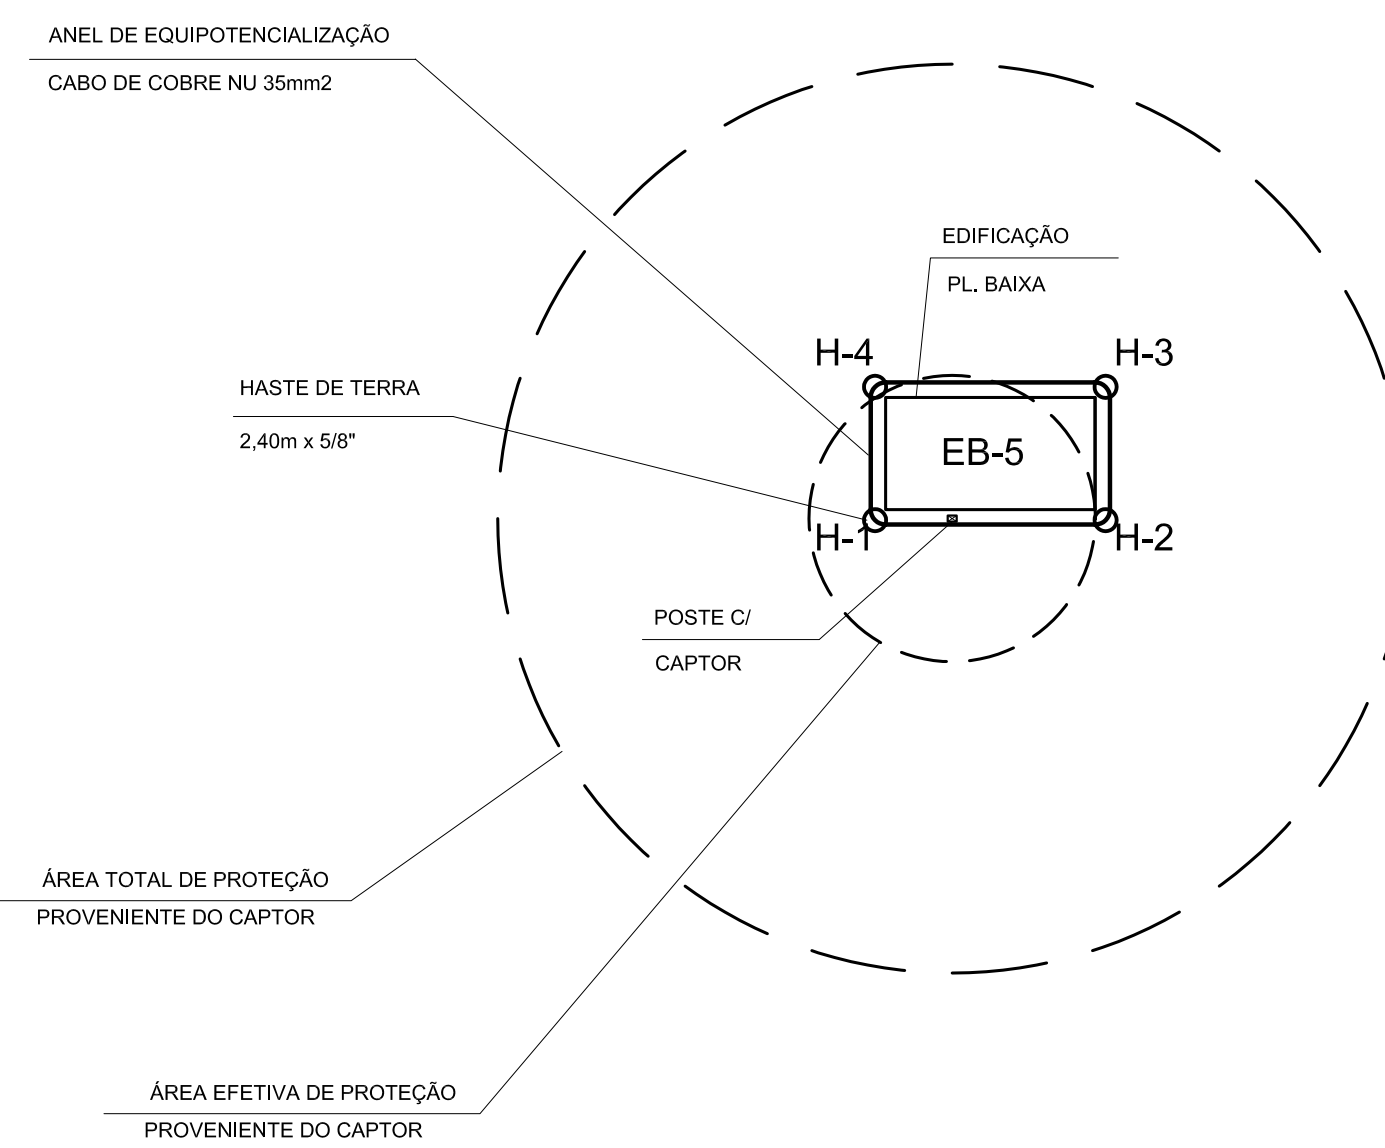 ANEL DE EQUIPOTENCIALIZAÇÃO
CABO DE COBRE NU 35mm2
EDIFICAÇÃO
PL. BAIXA
H-4
H-3
HASTE DE TERRA
2,40m x 5/8"
EB-5
H-1
H-2
POSTE C/
CAPTOR
ÁREA TOTAL DE PROTEÇÃO
PROVENIENTE DO CAPTOR
ÁREA EFETIVA DE PROTEÇÃO
PROVENIENTE DO CAPTOR